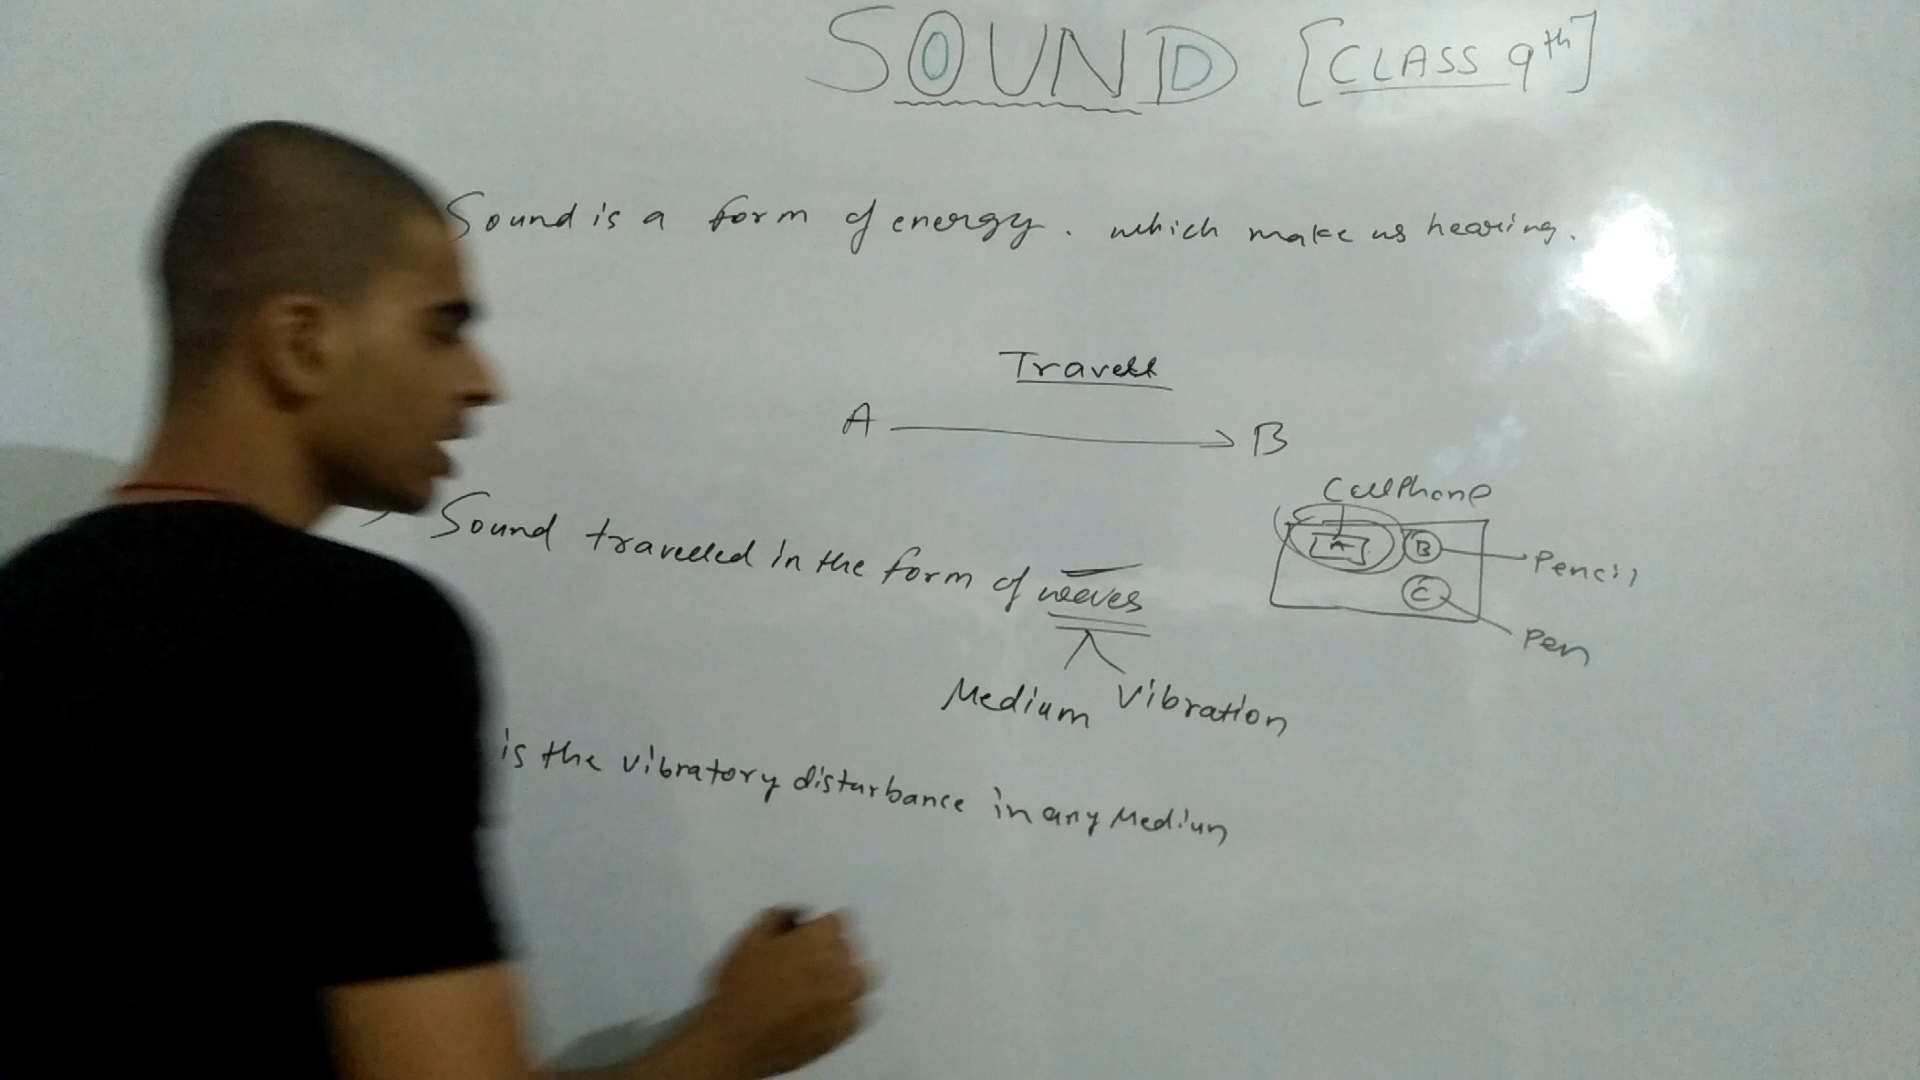 SOUND [CLASS 9th]
Sound is a form of energy. which make us hearing.
Travell
A B
CellPhone
A B Pencil
C Pen
Sound travelled in the form of waves
Medium Vibration
is the vibratory disturbance in any Medium